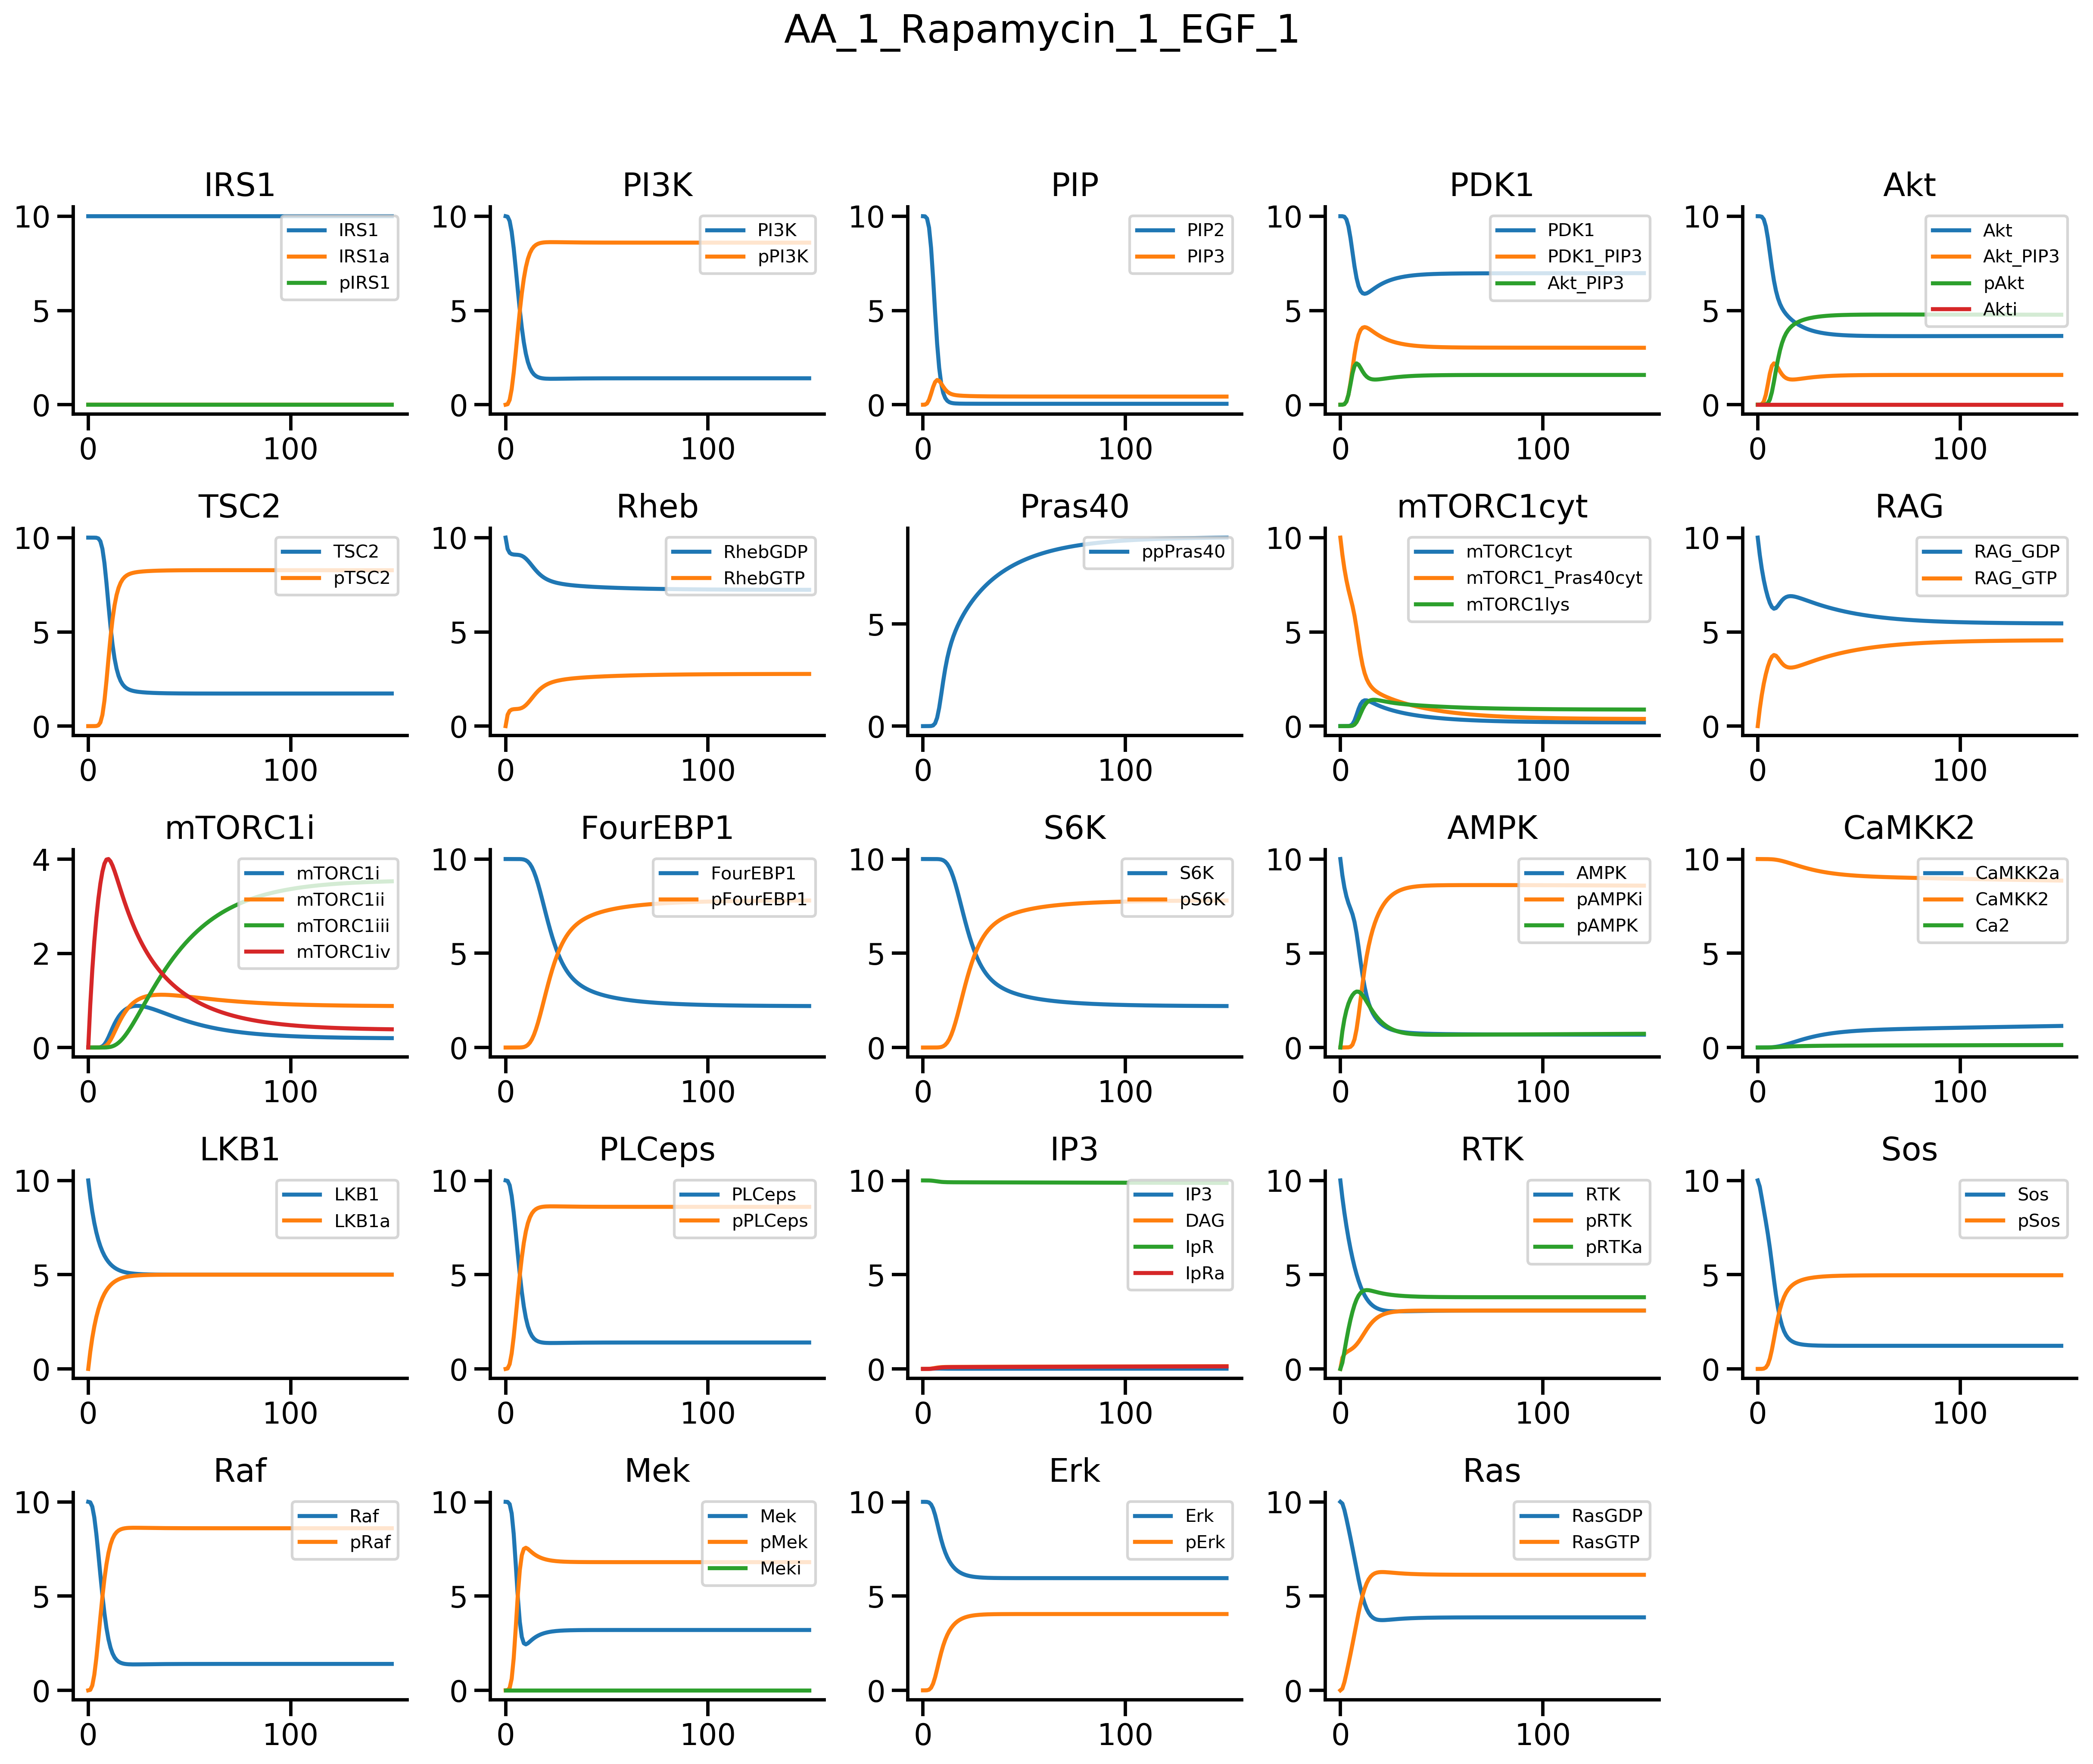 AA_1_Rapamycin_1_EGF_1
IRS1
10
5
0
0
100
IRS1
IRS1a
pIRS1
PI3K
10
5
0
0
100
PI3K
pPI3K
PIP
10
5
0
0
100
PIP2
PIP3
PDK1
10
5
0
0
100
PDK1
PDK1_PIP3
Akt_PIP3
Akt
10
5
0
0
100
Akt
Akt_PIP3
pAkt
Akti
TSC2
10
5
0
0
100
TSC2
pTSC2
Rheb
10
5
0
0
100
RhebGDP
RhebGTP
Pras40
5
0
0
100
ppPras40
mTORC1cyt
10
5
0
0
100
mTORC1cyt
mTORC1_Pras40cyt
mTORC1lys
RAG
10
5
0
0
100
RAG_GDP
RAG_GTP
mTORC1i
4
2
0
0
100
mTORC1i
mTORC1ii
mTORC1iii
mTORC1iv
FourEBP1
10
5
0
0
100
FourEBP1
pFourEBP1
S6K
10
5
0
0
100
S6K
pS6K
AMPK
10
5
0
0
100
AMPK
pAMPKi
pAMPK
CaMKK2
10
5
0
0
100
CaMKK2a
CaMKK2
Ca2
LKB1
10
5
0
0
100
LKB1
LKB1a
PLCeps
10
5
0
0
100
PLCeps
pPLCeps
IP3
10
5
0
0
100
IP3
DAG
IpR
IpRa
RTK
10
5
0
0
100
RTK
pRTK
pRTKa
Sos
10
5
0
0
100
Sos
pSos
Raf
10
5
0
0
100
Raf
pRaf
Mek
10
5
0
0
100
Mek
pMek
Meki
Erk
10
5
0
0
100
Erk
pErk
Ras
10
5
0
0
100
RasGDP
RasGTP